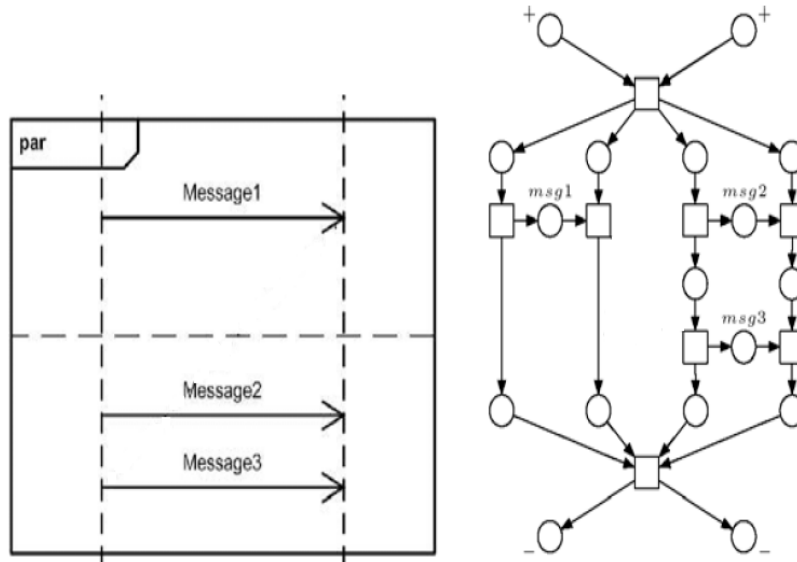 par
Message1
Message2
Message3
+ +
msg1 msg2
msg3
− −